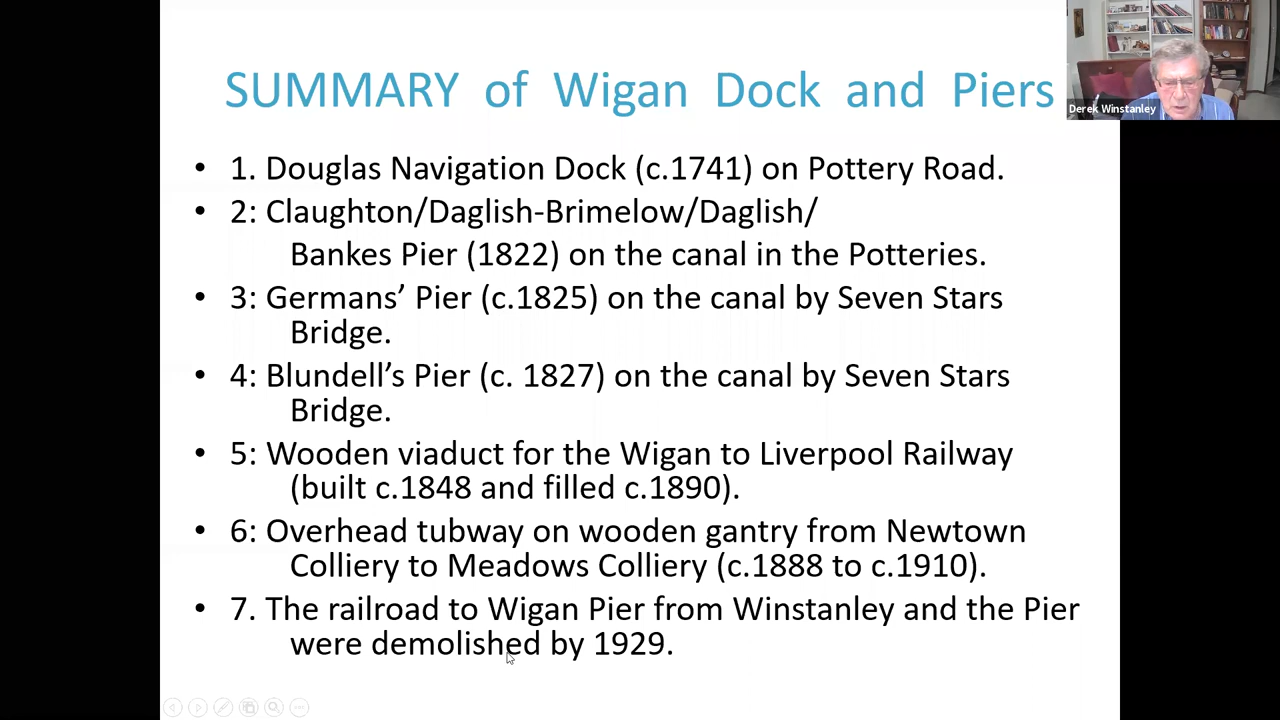 SUMMARY of Wigan Dock and Piers
Derek Winstanley
• 1. Douglas Navigation Dock (c.1741) on Pottery Road.
• 2: Claughton/Daglish-Brimelow/Daglish/
Bankes Pier (1822) on the canal in the Potteries.
• 3: Germans’ Pier (c.1825) on the canal by Seven Stars
Bridge.
• 4: Blundell’s Pier (c. 1827) on the canal by Seven Stars
Bridge.
• 5: Wooden viaduct for the Wigan to Liverpool Railway
(built c.1848 and filled c.1890).
• 6: Overhead tubway on wooden gantry from Newtown
Colliery to Meadows Colliery (c.1888 to c.1910).
• 7. The railroad to Wigan Pier from Winstanley and the Pier
were demolished by 1929.